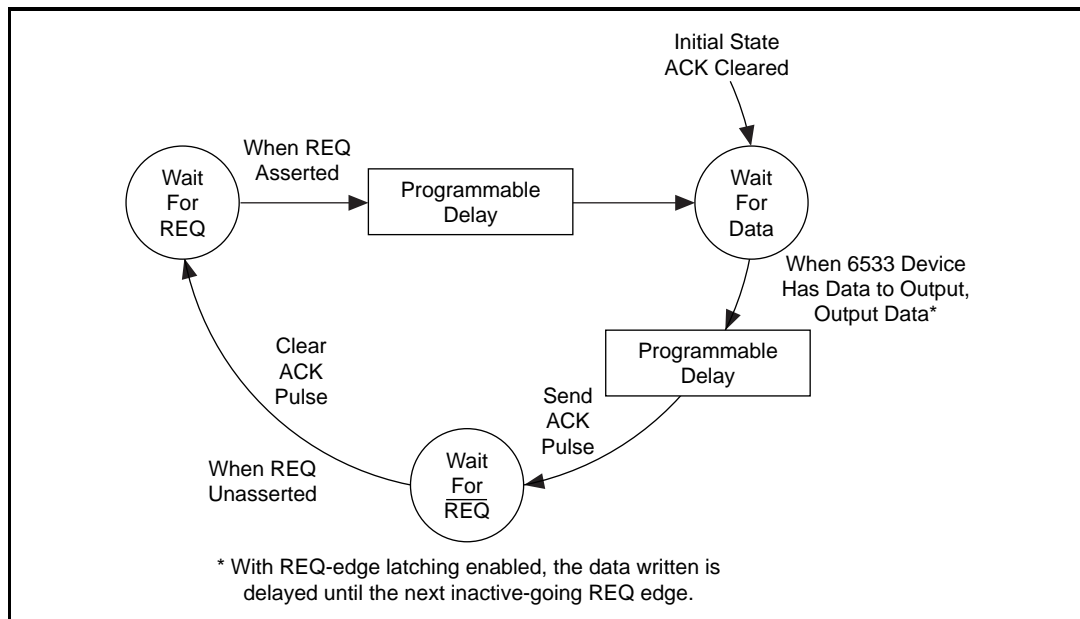 Initial State
ACK Cleared
When REQ
Asserted
Wait
For
REQ
Programmable
Delay
Wait
For
Data
When 6533 Device
Has Data to Output,
Output Data*
Programmable
Delay
Send
ACK
Pulse
Wait
For
R̅E̅Q̅
When REQ
Unasserted
Clear
ACK
Pulse
* With REQ-edge latching enabled, the data written is
delayed until the next inactive-going REQ edge.